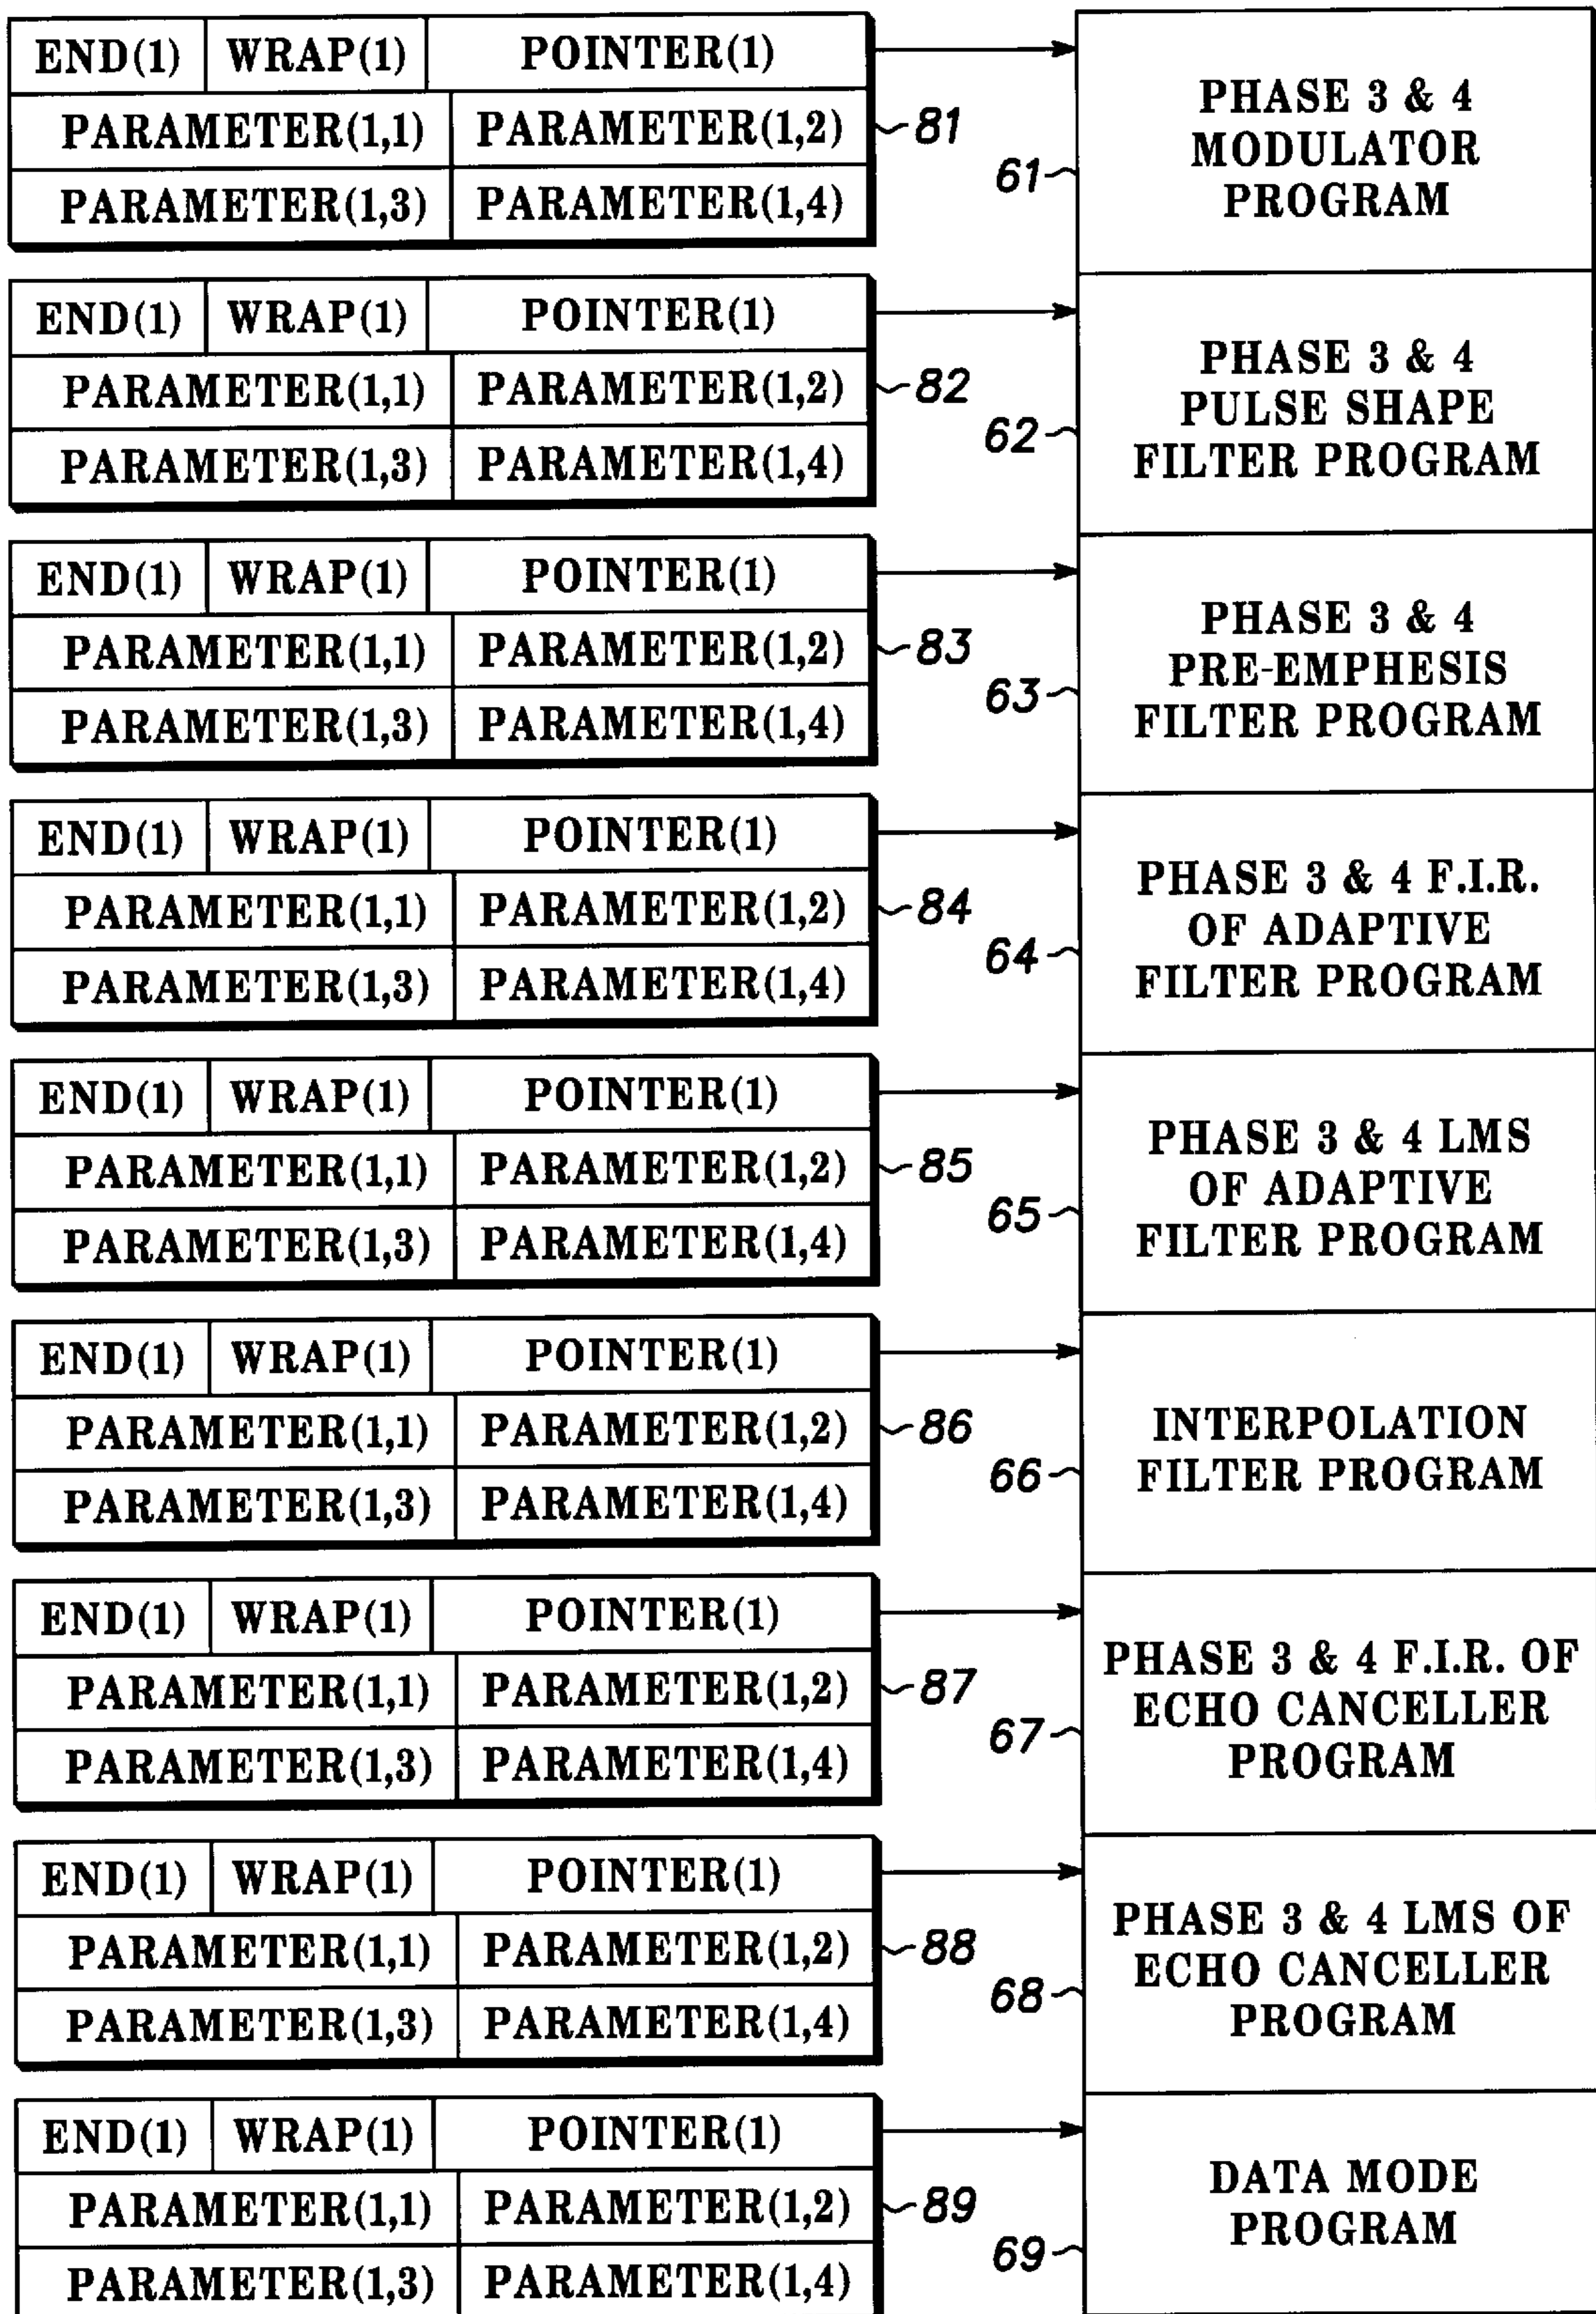 END(1) WRAP(1) POINTER(1)
PARAMETER(1,1) PARAMETER(1,2)
PARAMETER(1,3) PARAMETER(1,4)
81
61
PHASE 3 & 4
MODULATOR
PROGRAM
END(1) WRAP(1) POINTER(1)
PARAMETER(1,1) PARAMETER(1,2)
PARAMETER(1,3) PARAMETER(1,4)
82
62
PHASE 3 & 4
PULSE SHAPE
FILTER PROGRAM
END(1) WRAP(1) POINTER(1)
PARAMETER(1,1) PARAMETER(1,2)
PARAMETER(1,3) PARAMETER(1,4)
83
63
PHASE 3 & 4
PRE-EMPHESIS
FILTER PROGRAM
END(1) WRAP(1) POINTER(1)
PARAMETER(1,1) PARAMETER(1,2)
PARAMETER(1,3) PARAMETER(1,4)
84
64
PHASE 3 & 4 F.I.R.
OF ADAPTIVE
FILTER PROGRAM
END(1) WRAP(1) POINTER(1)
PARAMETER(1,1) PARAMETER(1,2)
PARAMETER(1,3) PARAMETER(1,4)
85
65
PHASE 3 & 4 LMS
OF ADAPTIVE
FILTER PROGRAM
END(1) WRAP(1) POINTER(1)
PARAMETER(1,1) PARAMETER(1,2)
PARAMETER(1,3) PARAMETER(1,4)
86
66
INTERPOLATION
FILTER PROGRAM
END(1) WRAP(1) POINTER(1)
PARAMETER(1,1) PARAMETER(1,2)
PARAMETER(1,3) PARAMETER(1,4)
87
67
PHASE 3 & 4 F.I.R. OF
ECHO CANCELLER
PROGRAM
END(1) WRAP(1) POINTER(1)
PARAMETER(1,1) PARAMETER(1,2)
PARAMETER(1,3) PARAMETER(1,4)
88
68
PHASE 3 & 4 LMS OF
ECHO CANCELLER
PROGRAM
END(1) WRAP(1) POINTER(1)
PARAMETER(1,1) PARAMETER(1,2)
PARAMETER(1,3) PARAMETER(1,4)
89
69
DATA MODE
PROGRAM